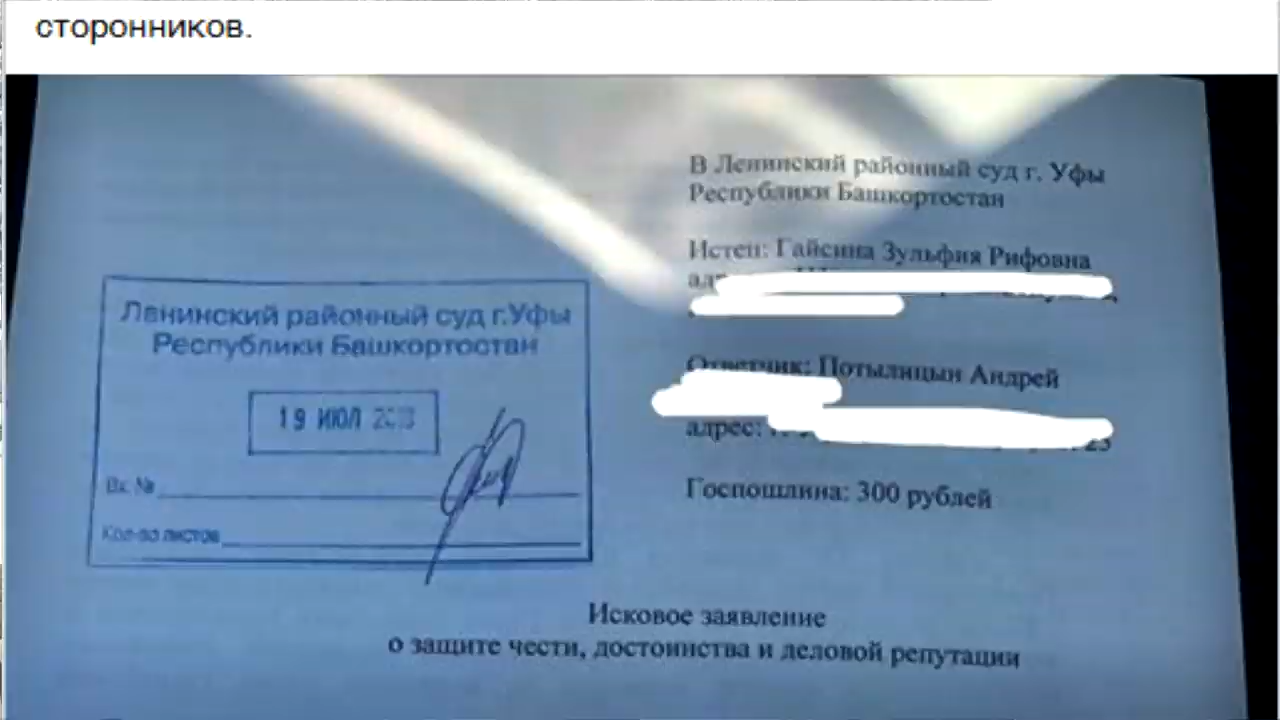 сторонников.
В Ленинский районный суд г. Уфы
Республики Башкортостан
Истец: Гайсина Зульфия Рифовна
Ответчик: Потылицын Андрей
адрес:
Госпошлина: 300 рублей
Ленинский районный суд г.Уфы
Республики Башкортостан
19 ИЮЛ
Вх. №
Кол-во листов
Исковое заявление
о защите чести, достоинства и деловой репутации